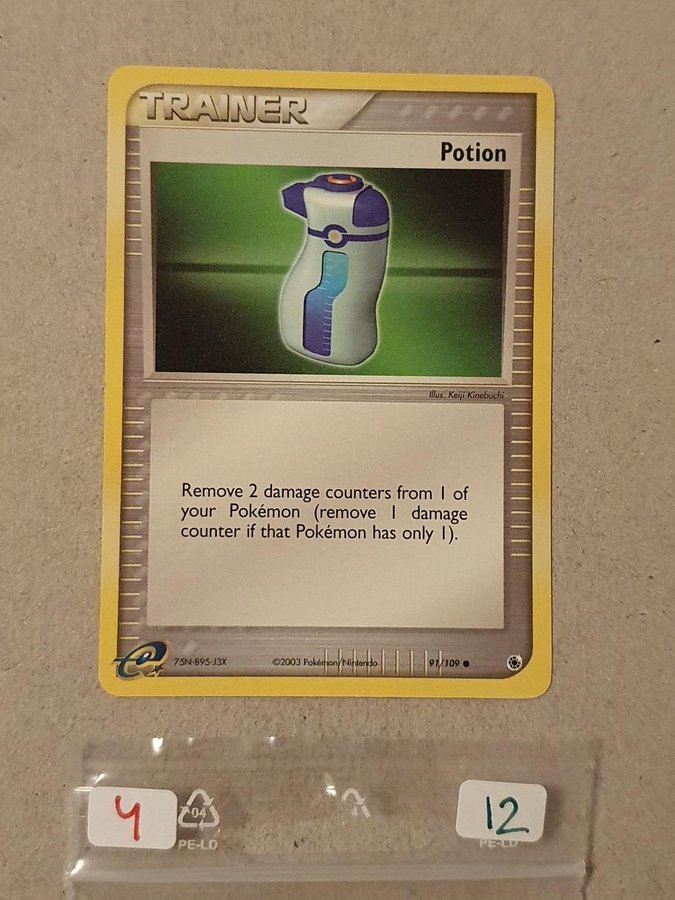 TRAINER
Potion
Illus. Keiji Kinebuchi
Remove 2 damage counters from 1 of
your Pokémon (remove 1 damage
counter if that Pokémon has only 1).
e 75N-B95-J3X ©2003 Pokémon/Nintendo 91/109 ●
4 04 12
PE-LD PE-LD